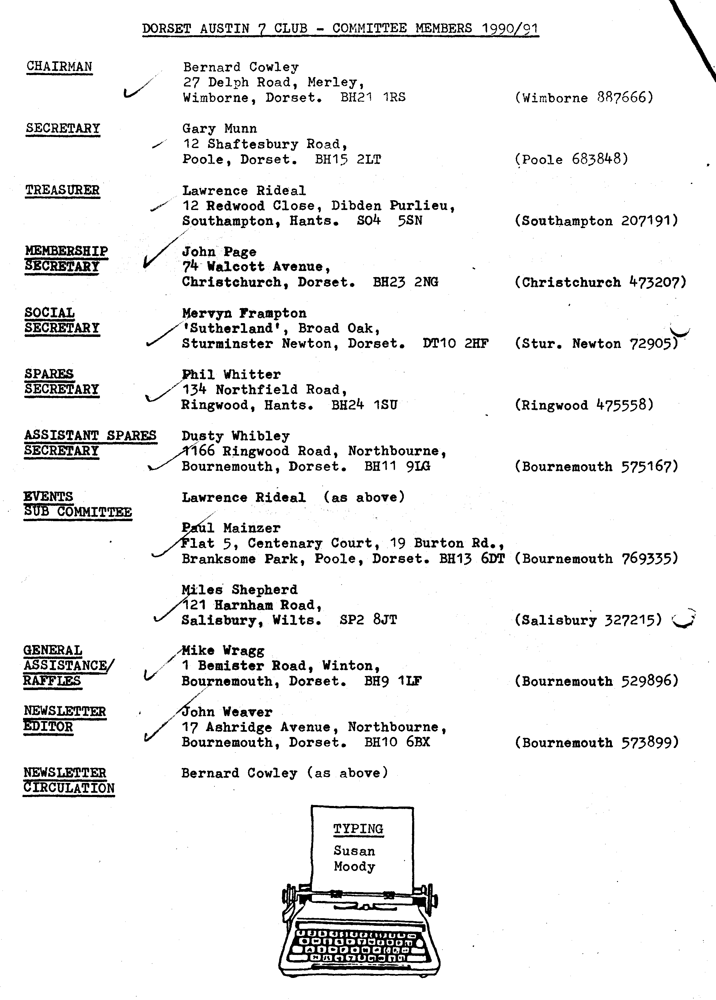 DORSET AUSTIN 7 CLUB - COMMITTEE MEMBERS 1990/91
CHAIRMAN
Bernard Cowley
27 Delph Road, Merley,
Wimborne, Dorset. BH21 1RS (Wimborne 887666)
SECRETARY
Gary Munn
12 Shaftesbury Road,
Poole, Dorset. BH15 2LT (Poole 683848)
TREASURER
Lawrence Rideal
12 Redwood Close, Dibden Purlieu,
Southampton, Hants. SO4 5SN (Southampton 207191)
MEMBERSHIP
SECRETARY
John Page
74 Walcott Avenue,
Christchurch, Dorset. BH23 2NG (Christchurch 473207)
SOCIAL
SECRETARY
Mervyn Frampton
'Sutherland', Broad Oak,
Sturminster Newton, Dorset. DT10 2HF (Stur. Newton 72905)
SPARES
SECRETARY
Phil Whitter
134 Northfield Road,
Ringwood, Hants. BH24 1SU (Ringwood 475558)
ASSISTANT SPARES
SECRETARY
Dusty Whibley
1166 Ringwood Road, Northbourne,
Bournemouth, Dorset. BH11 9LG (Bournemouth 575167)
EVENTS
SUB COMMITTEE
Lawrence Rideal (as above)
Paul Mainzer
Flat 5, Centenary Court, 19 Burton Rd.,
Branksome Park, Poole, Dorset. BH13 6DT (Bournemouth 769335)
Miles Shepherd
121 Harnham Road,
Salisbury, Wilts. SP2 8JT (Salisbury 327215)
GENERAL
ASSISTANCE/
RAFFLES
Mike Wragg
1 Bemister Road, Winton,
Bournemouth, Dorset. BH9 1LF (Bournemouth 529896)
NEWSLETTER
EDITOR
John Weaver
17 Ashridge Avenue, Northbourne,
Bournemouth, Dorset. BH10 6BX (Bournemouth 573899)
NEWSLETTER
CIRCULATION
Bernard Cowley (as above)
TYPING
Susan
Moody